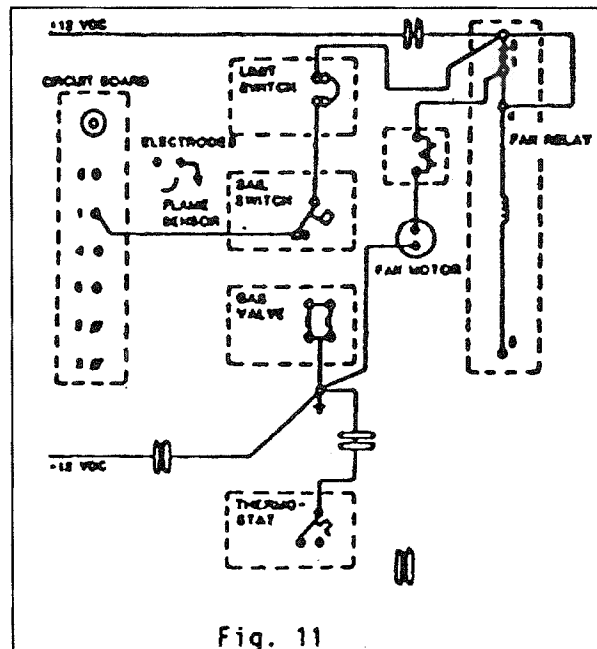 +12 VDC
CIRCUIT BOARD
LIMIT
SWITCH
ELECTRODE
FLAME
SENSOR
SAIL
SWITCH
FAN RELAY
FAN MOTOR
GAS
VALVE
-12 VDC
THERMO-
STAT
Fig. 11